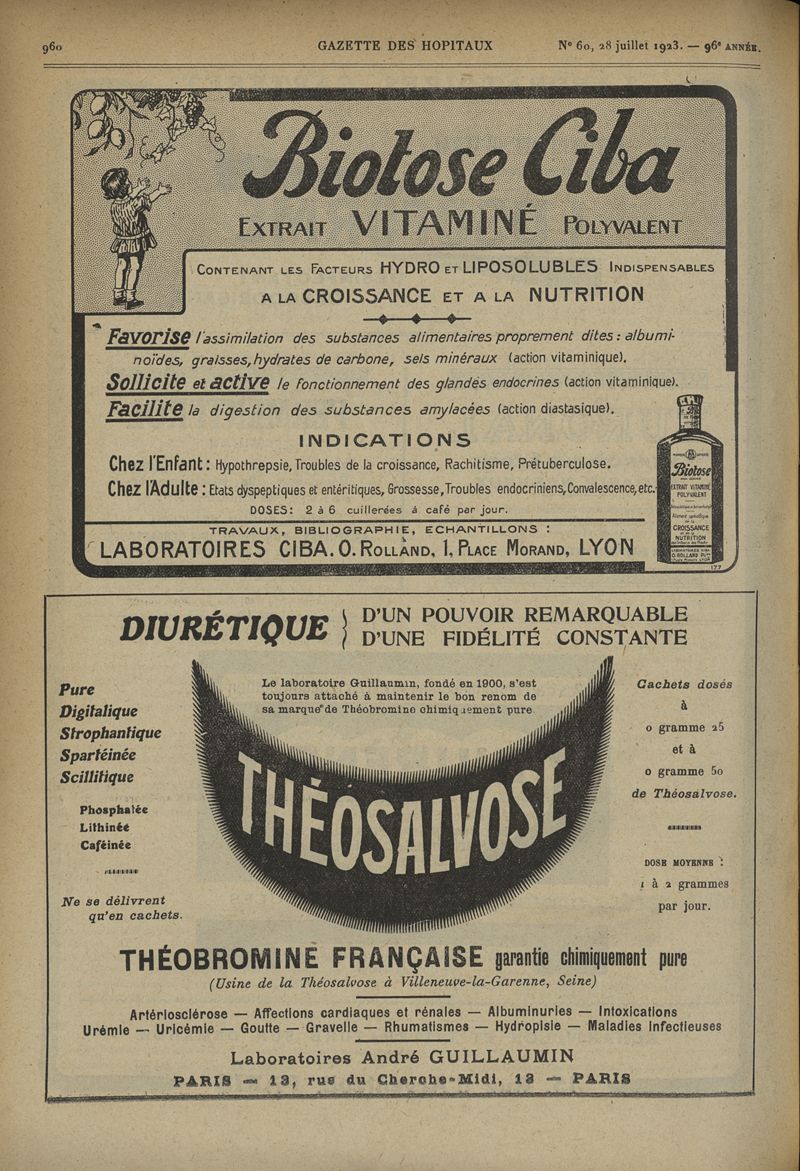 960
GAZETTE DES HOPITAUX
N° 60, 28 juillet 1923. — 96e ANNÉE.
Biotose Ciba
EXTRAIT VITAMINÉ POLYVALENT
CONTENANT LES FACTEURS HYDRO ET LIPOSOLUBLES INDISPENSABLES
A LA CROISSANCE ET A LA NUTRITION
Favorise l'assimilation des substances alimentaires proprement dites : albumi-
noïdes, graisses, hydrates de carbone, sels minéraux (action vitaminique).
Sollicite et active le fonctionnement des glandes endocrines (action vitaminique).
Facilite la digestion des substances amylacées (action diastasique).
INDICATIONS
Chez l'Enfant : Hypothrepsie, Troubles de la croissance, Rachitisme, Prétuberculose.
Chez l'Adulte : Etats dyspeptiques et entéritiques, Grossesse, Troubles endocriniens, Convalescence, etc.
DOSES: 2 à 6 cuillerées à café par jour.
TRAVAUX, BIBLIOGRAPHIE, ECHANTILLONS :
LABORATOIRES CIBA. O. ROLLAND, 1, PLACE MORAND, LYON
Biotose
EXTRAIT VITAMINÉ
POLYVALENT
CROISSANCE
NUTRITION
LABORATOIRES CIBA
O. ROLLAND
177
DIURÉTIQUE
D'UN POUVOIR REMARQUABLE
D'UNE FIDÉLITÉ CONSTANTE
Pure
Digitalique
Strophantique
Spartéinée
Scillitique
Phosphatée
Lithinée
Caféinée
Ne se délivrent
qu'en cachets.
Le laboratoire Guillaumin, fondé en 1900, s'est
toujours attaché à maintenir le bon renom de
sa marque de Théobromine chimiquement pure
THÉOSALVOSE
Cachets dosés
à
0 gramme 25
et à
0 gramme 50
de Théosalvose.
DOSE MOYENNE :
1 à 2 grammes
par jour.
THÉOBROMINE FRANÇAISE garantie chimiquement pure
(Usine de la Théosalvose à Villeneuve-la-Garenne, Seine)
Artériosclérose — Affections cardiaques et rénales — Albuminuries — Intoxications
Urémie — Uricémie — Goutte — Gravelle — Rhumatismes — Hydropisie — Maladies infectieuses
Laboratoires André GUILLAUMIN
PARIS — 13, rue du Cherche-Midi, 13 — PARIS